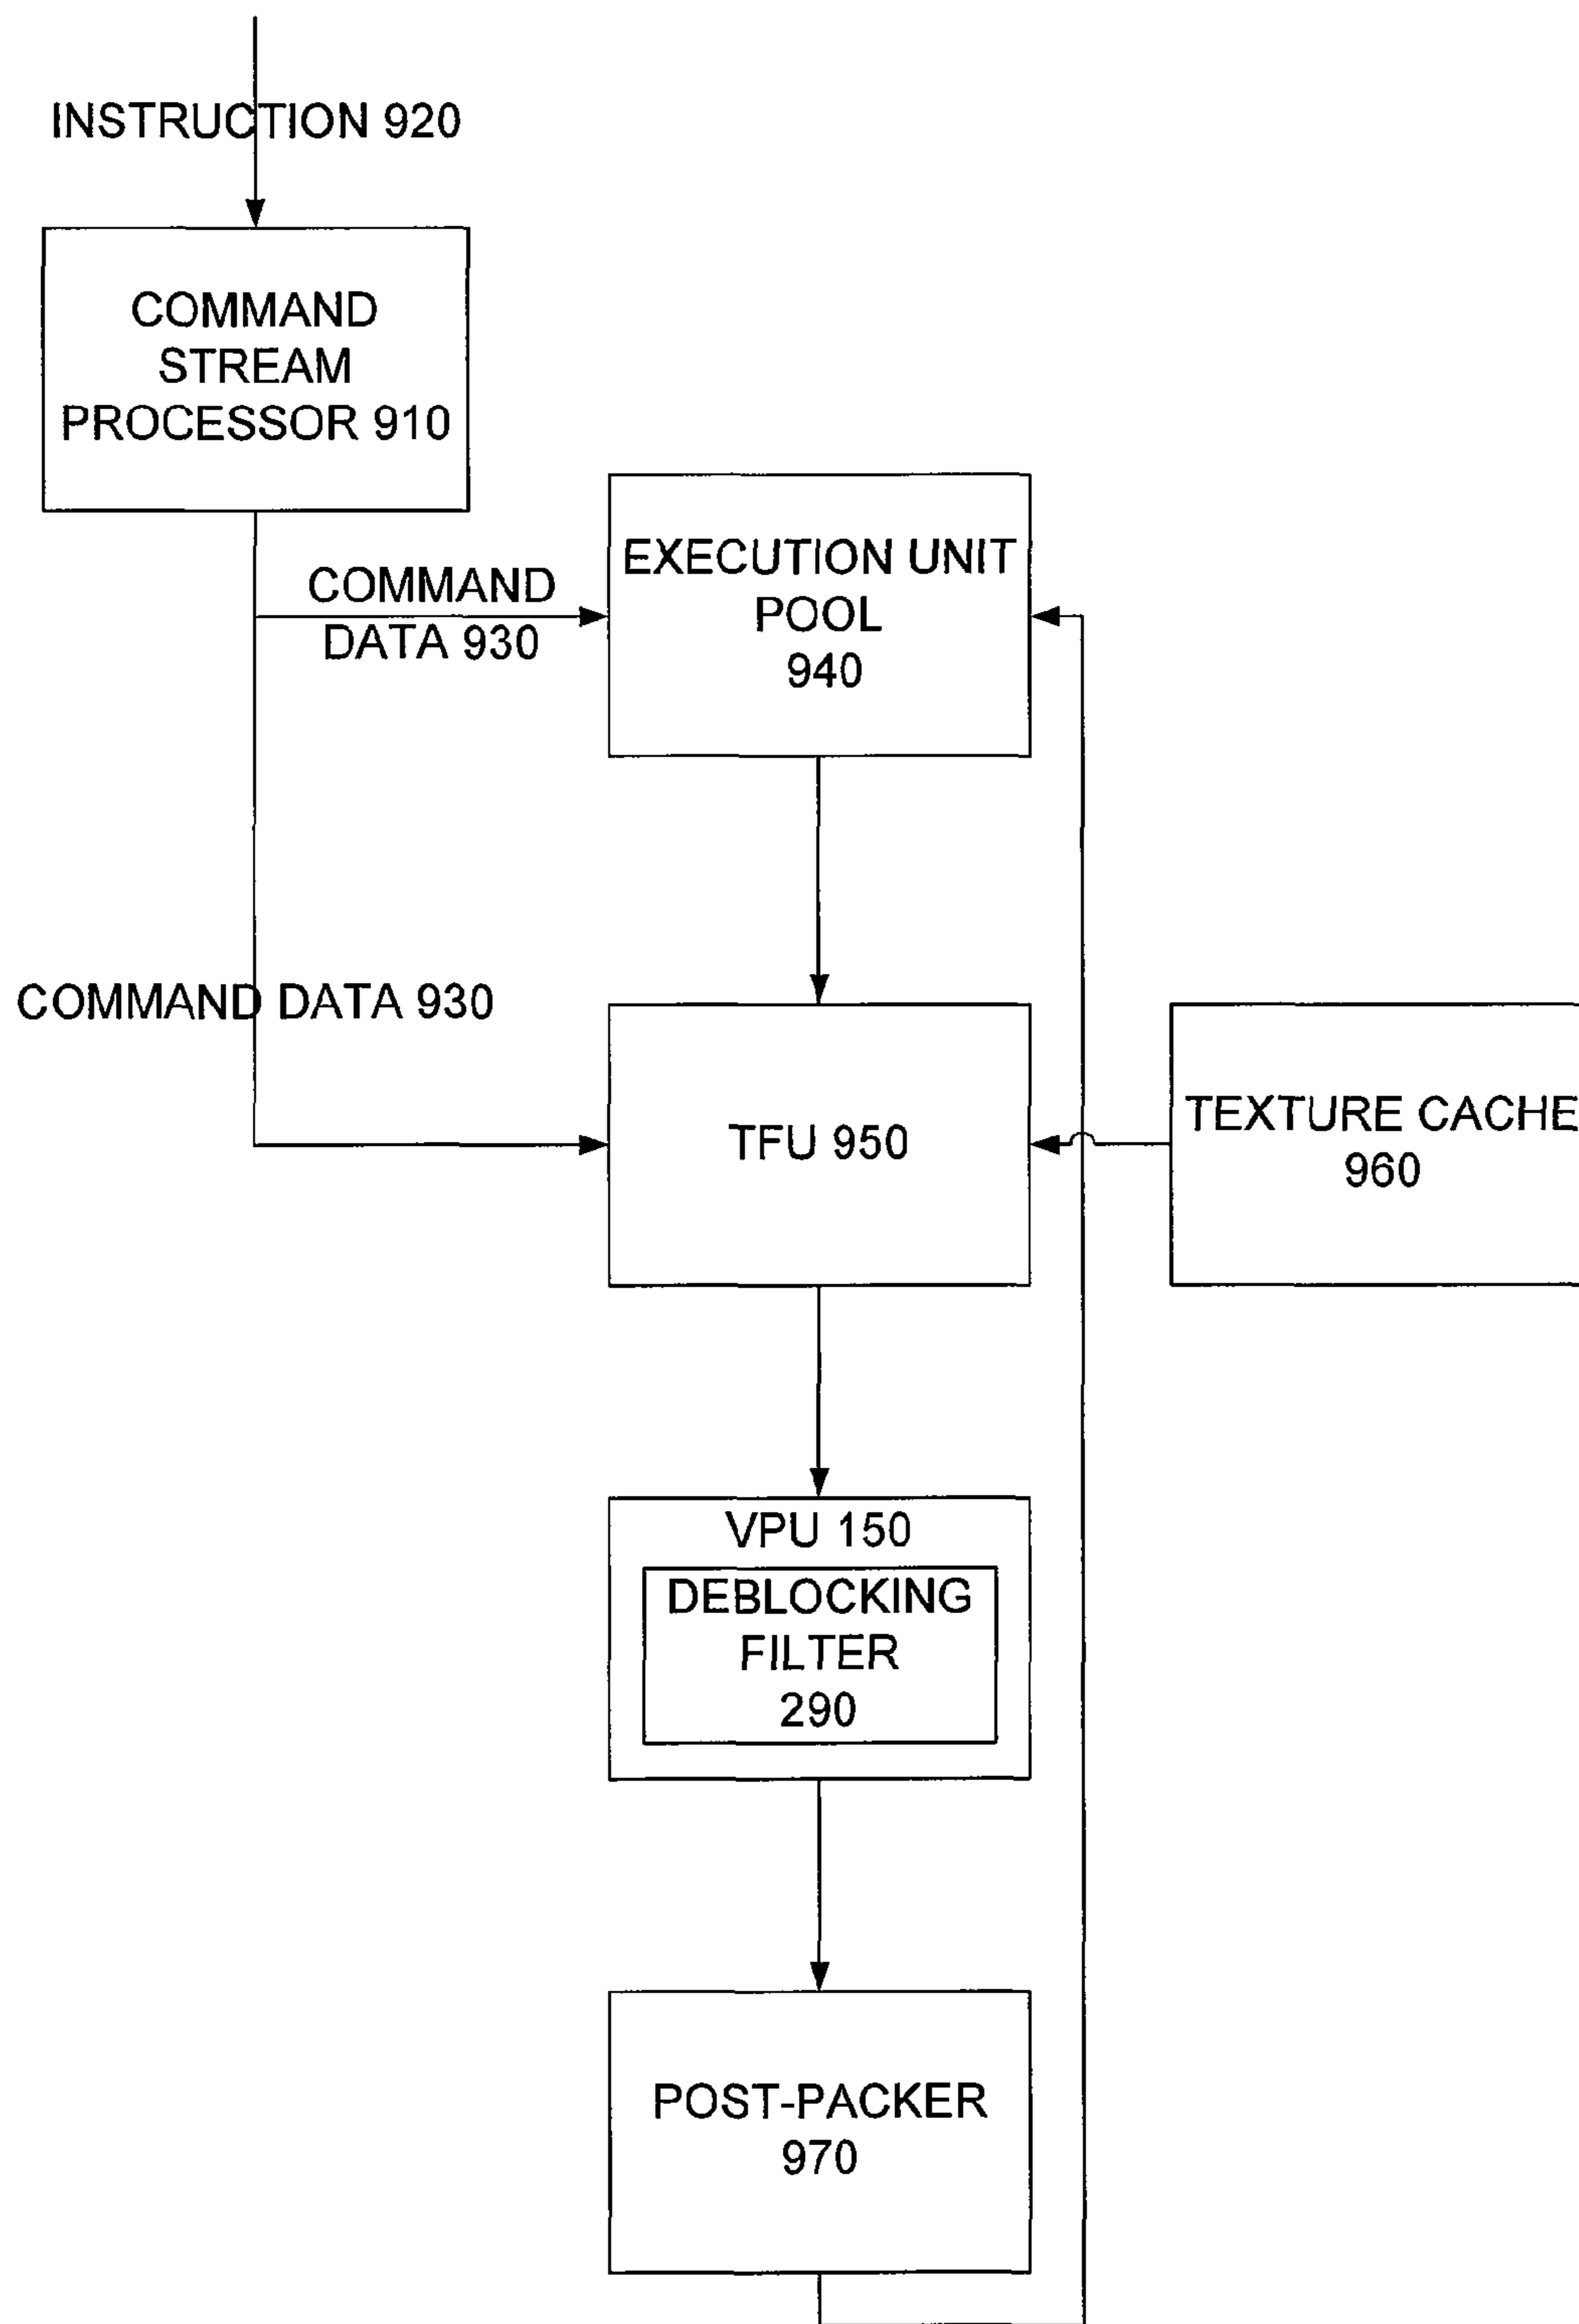 INSTRUCTION 920
COMMAND
STREAM
PROCESSOR 910
EXECUTION UNIT
POOL
940
COMMAND
DATA 930
COMMAND DATA 930
TFU 950
TEXTURE CACHE
960
VPU 150
DEBLOCKING
FILTER
290
POST-PACKER
970